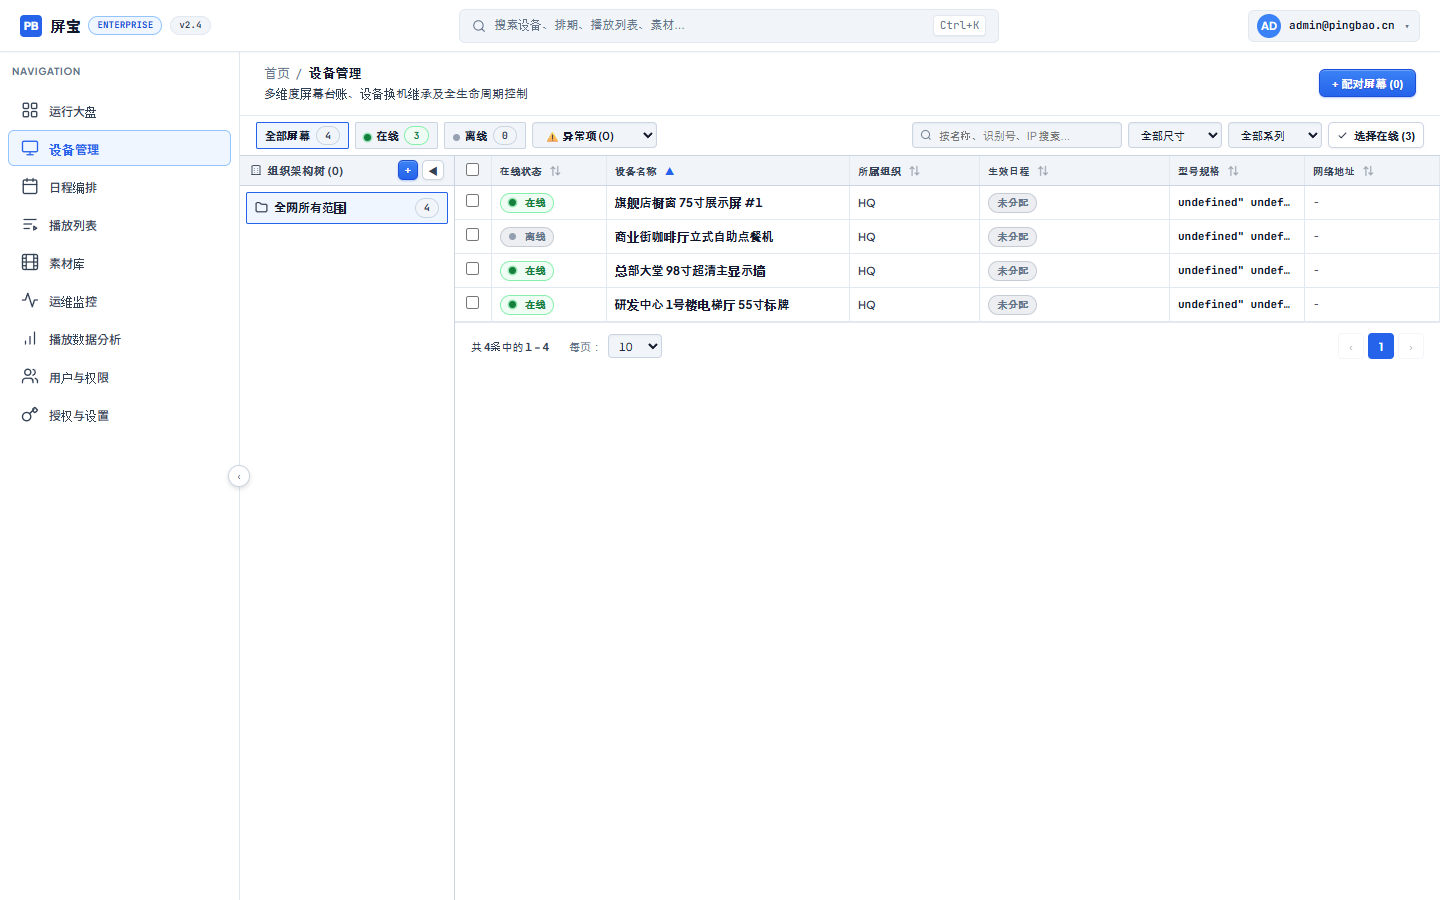 PB 屏宝 ENTERPRISE v2.4
搜索设备、排期、播放列表、素材... Ctrl+K
AD admin@pingbao.cn
NAVIGATION
运行大盘
设备管理
日程编排
播放列表
素材库
运维监控
播放数据分析
用户与权限
授权与设置
首页 / 设备管理
多维度屏幕台账、设备换机继承及全生命周期控制
+ 配对屏幕 (0)
全部屏幕 4 在线 3 离线 0 异常项 (0)
按名称、识别号、IP 搜索... 全部尺寸 全部系列 选择在线 (3)
组织架构树 (0) +
全网所有范围 4
在线状态 设备名称 所属组织 生效日程 型号规格 网络地址
在线 旗舰店橱窗 75寸展示屏 #1 HQ 未分配 undefined" undef… -
离线 商业街咖啡厅立式自助点餐机 HQ 未分配 undefined" undef… -
在线 总部大堂 98寸超清主显示墙 HQ 未分配 undefined" undef… -
在线 研发中心 1号楼电梯厅 55寸标牌 HQ 未分配 undefined" undef… -
共 4条中的 1 – 4 每页： 10
‹ 1 ›